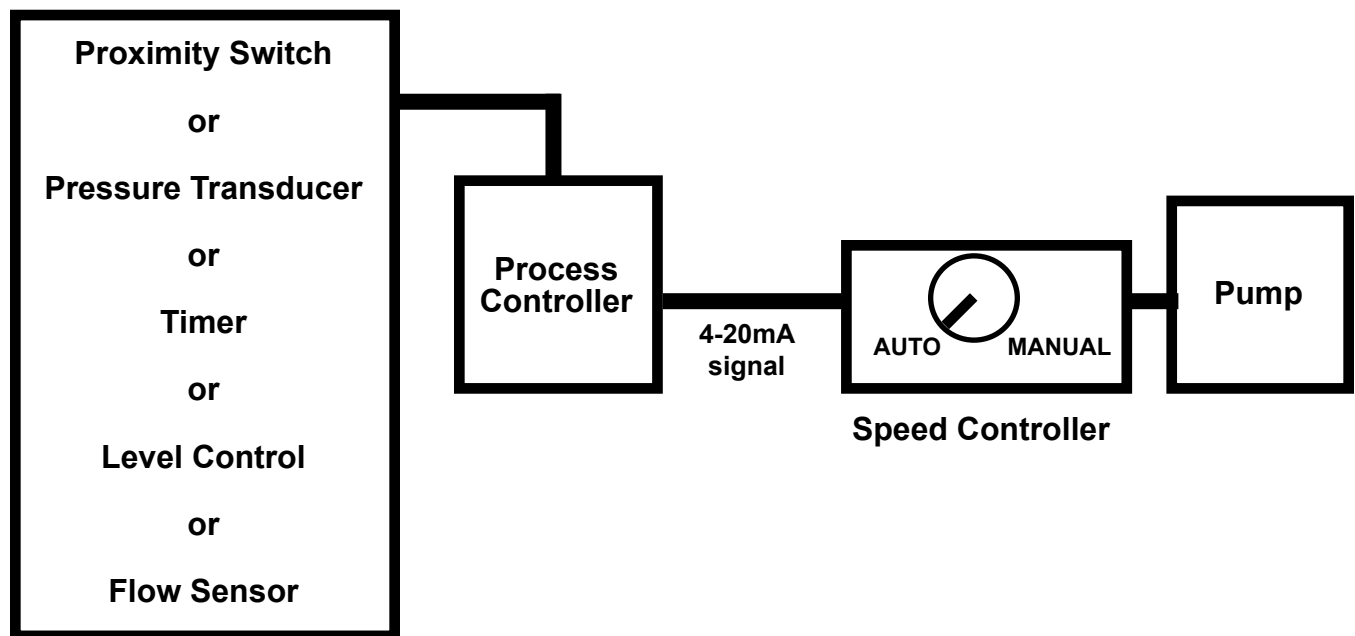 Proximity Switch
or
Pressure Transducer
or
Timer
or
Level Control
or
Flow Sensor
Process
Controller
4-20mA
signal
AUTO
MANUAL
Speed Controller
Pump